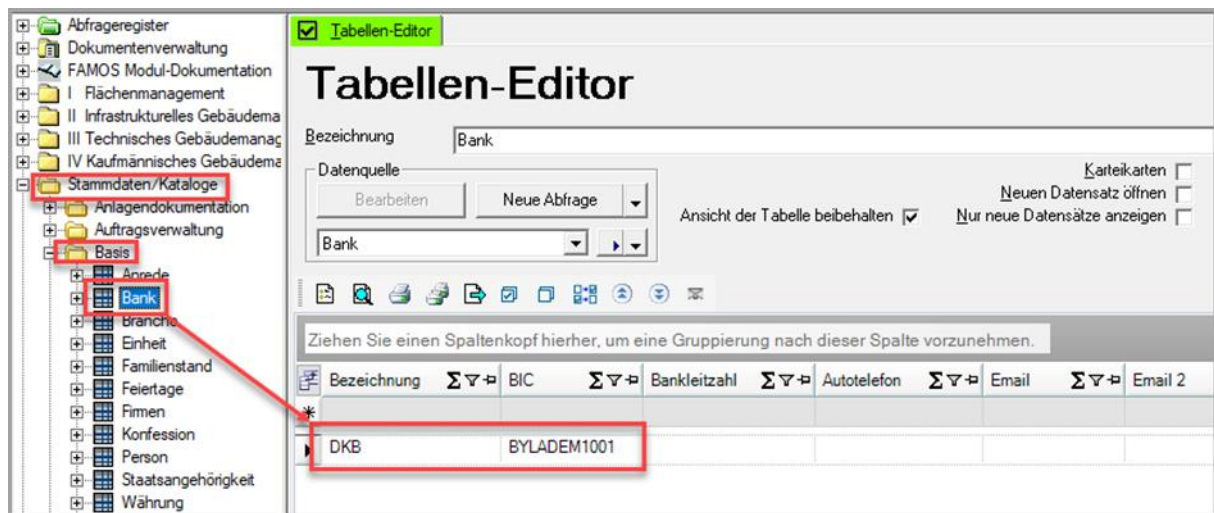 Abfrageregister
Dokumentenverwaltung
FAMOS Modul-Dokumentation
I Flächenmanagement
II Infrastrukturelles Gebäudema
III Technisches Gebäudemanag
IV Kaufmännisches Gebäudema
Stammdaten/Kataloge
Anlagendokumentation
Auftragsverwaltung
Basis
Anrede
Bank
Branche
Einheit
Familienstand
Feiertage
Firmen
Konfession
Person
Staatsangehörigkeit
Währung
Tabellen-Editor
Tabellen-Editor
Bezeichnung Bank
Datenquelle
Bearbeiten Neue Abfrage
Bank
Ansicht der Tabelle beibehalten
Karteikarten
Neuen Datensatz öffnen
Nur neue Datensätze anzeigen
Ziehen Sie einen Spaltenkopf hierher, um eine Gruppierung nach dieser Spalte vorzunehmen.
Bezeichnung Σ BIC Σ Bankleitzahl Σ Autotelefon Σ Email Σ Email 2
DKB BYLADEM1001